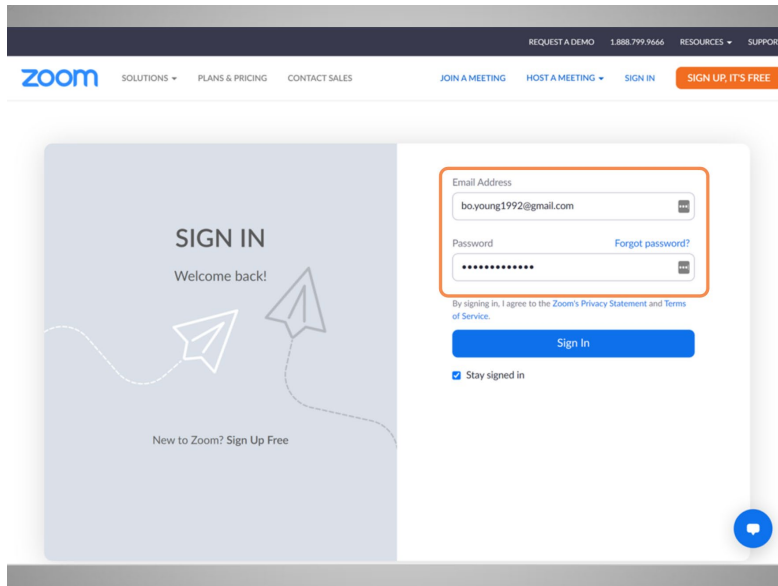 REQUEST A DEMO 1.888.799.9666 RESOURCES SUPPOR
zoom SOLUTIONS PLANS & PRICING CONTACT SALES JOIN A MEETING HOST A MEETING SIGN IN SIGN UP, IT'S FREE
SIGN IN
Welcome back!
New to Zoom? Sign Up Free
Email Address
bo.young1992@gmail.com
Password Forgot password?
•••••••••••••
By signing in, I agree to the Zoom's Privacy Statement and Terms
of Service.
Sign In
Stay signed in